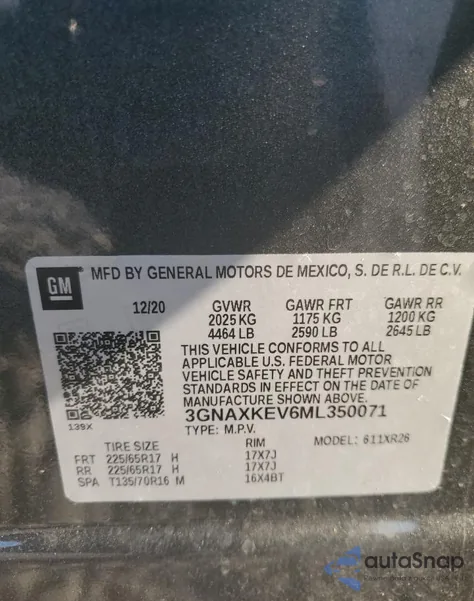 GM
MFD BY GENERAL MOTORS DE MEXICO, S. DE R.L. DE C.V.
12/20 GVWR GAWR FRT GAWR RR
2025 KG 1175 KG 1200 KG
4464 LB 2590 LB 2645 LB
THIS VEHICLE CONFORMS TO ALL
APPLICABLE U.S. FEDERAL MOTOR
VEHICLE SAFETY AND THEFT PREVENTION
STANDARDS IN EFFECT ON THE DATE OF
MANUFACTURE SHOWN ABOVE.
139X
3GNAXKEV6ML350071
TYPE: M.P.V. MODEL: 611XR26
TIRE SIZE RIM
FRT 225/65R17 H 17X7J
RR 225/65R17 H 17X7J
SPA T135/70R16 M 16X4BT
autaSnap